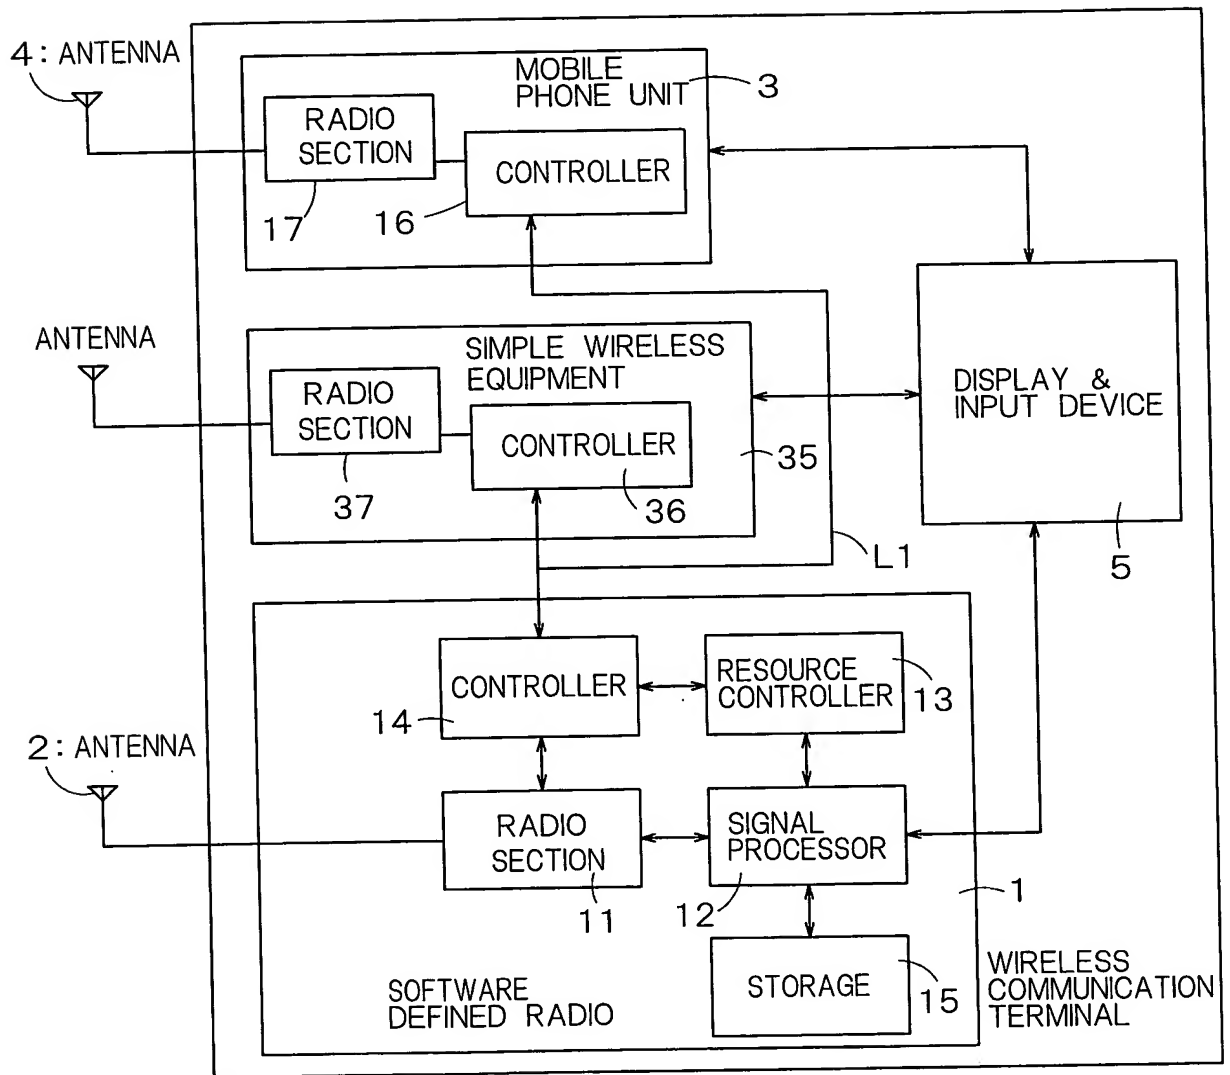 4: ANTENNA
MOBILE
PHONE UNIT
3
RADIO
SECTION
CONTROLLER
17
16
ANTENNA
SIMPLE WIRELESS
EQUIPMENT
RADIO
SECTION
CONTROLLER
37
36
35
DISPLAY &
INPUT DEVICE
5
L1
CONTROLLER
14
RESOURCE
CONTROLLER
13
2: ANTENNA
RADIO
SECTION
11
SIGNAL
PROCESSOR
12
1
STORAGE
15
SOFTWARE
DEFINED RADIO
WIRELESS
COMMUNICATION
TERMINAL